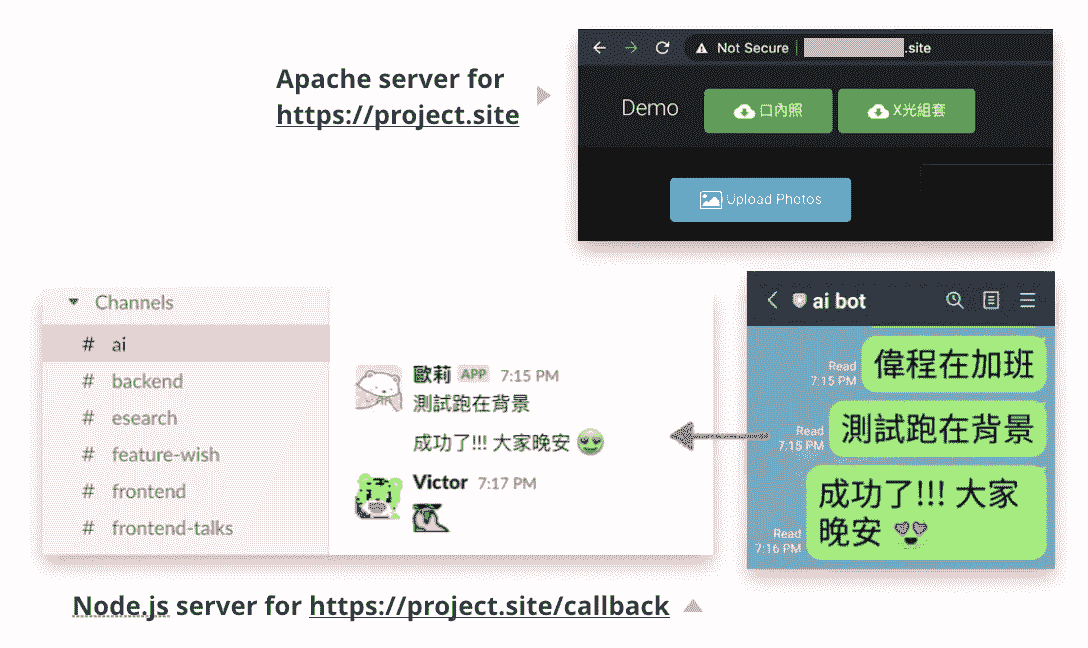 Apache server for
https://project.site
Not Secure
.site
Demo
口內照
X光組套
Upload Photos
Channels
# ai
# backend
# esearch
# feature-wish
# frontend
# frontend-talks
歐莉 APP 7:15 PM
測試跑在背景
成功了!!! 大家晚安
Victor 7:17 PM
ai bot
偉程在加班
Read
7:15 PM
測試跑在背景
Read
7:15 PM
成功了!!! 大家
晚安
Read
7:16 PM
Node.js server for https://project.site/callback